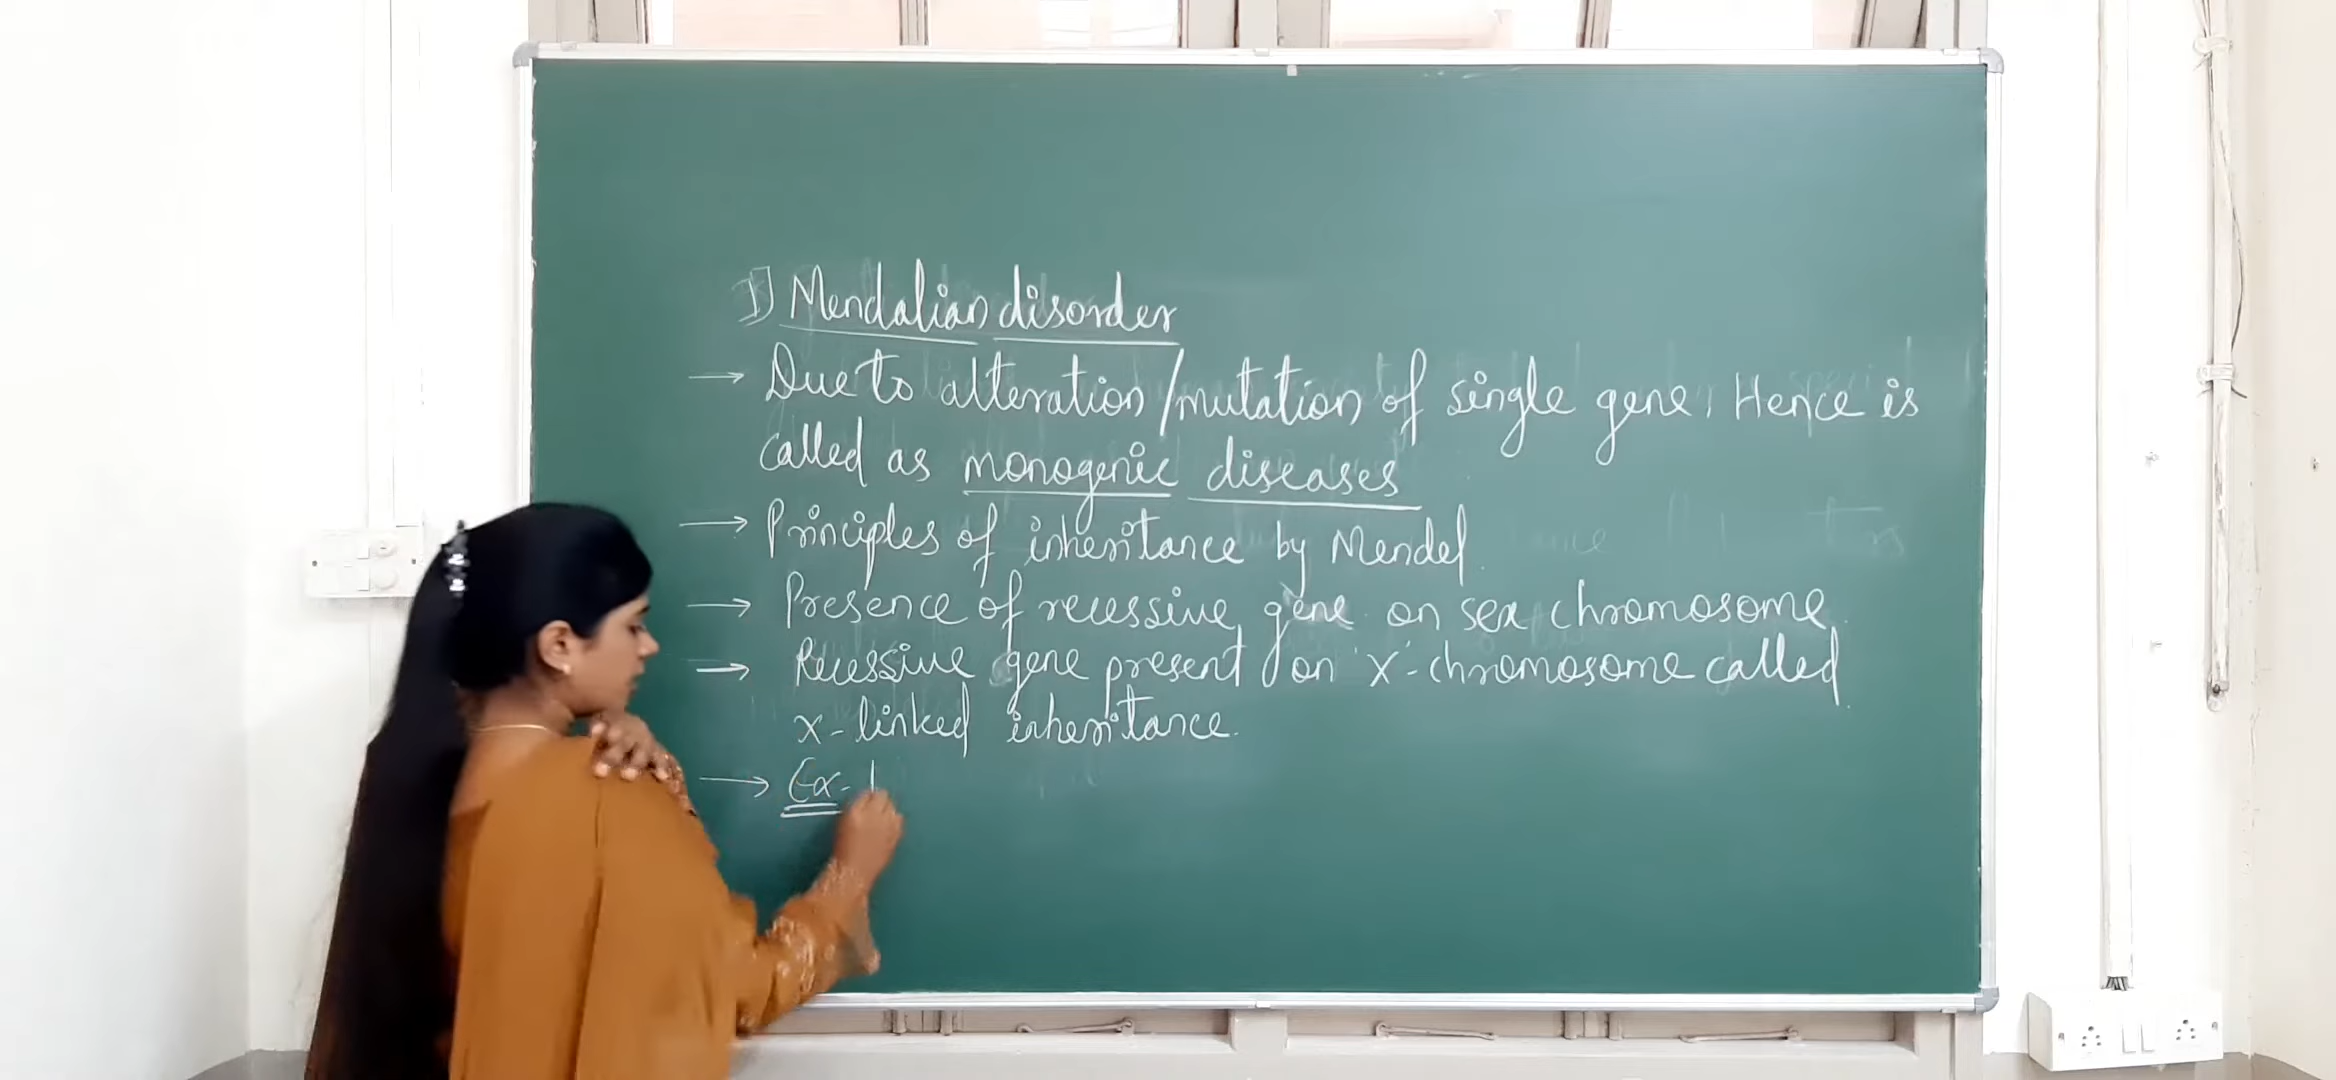 I] Mendalian disorder
→ Due to alteration/mutation of single gene, Hence is
called as monogenic diseases
→ Principles of inheritance by Mendel.
→ Presence of recessive gene on sex chromosome.
→ Recessive gene present on 'X'-chromosome called
x-linked inheritance.
→ Ex-